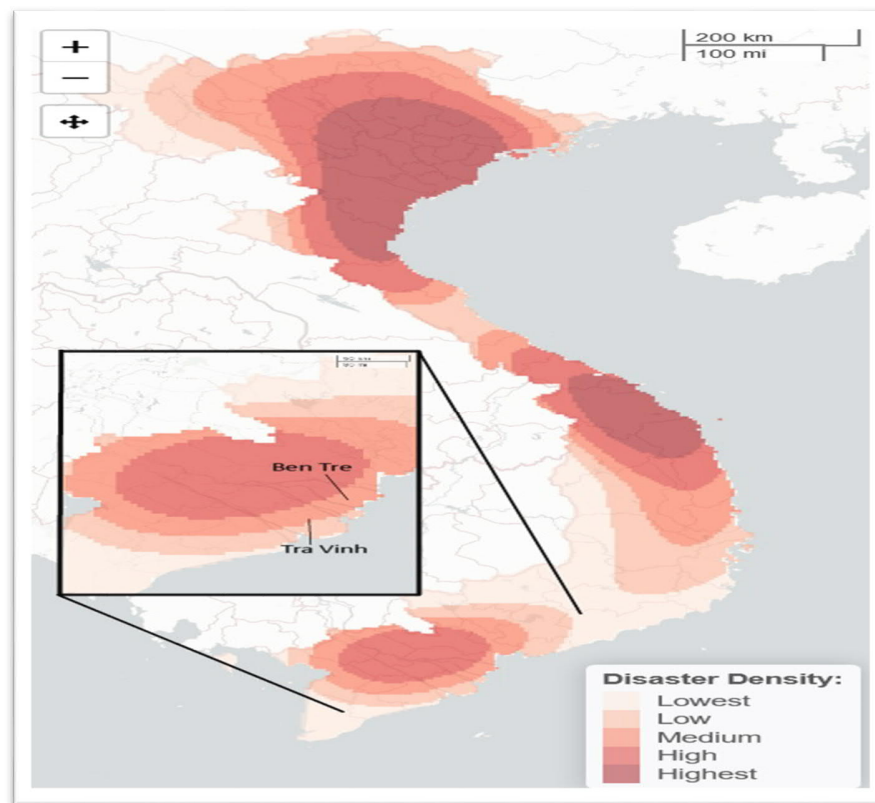 +
−
200 km
100 mi
Ben Tre
Tra Vinh
Disaster Density:
Lowest
Low
Medium
High
Highest